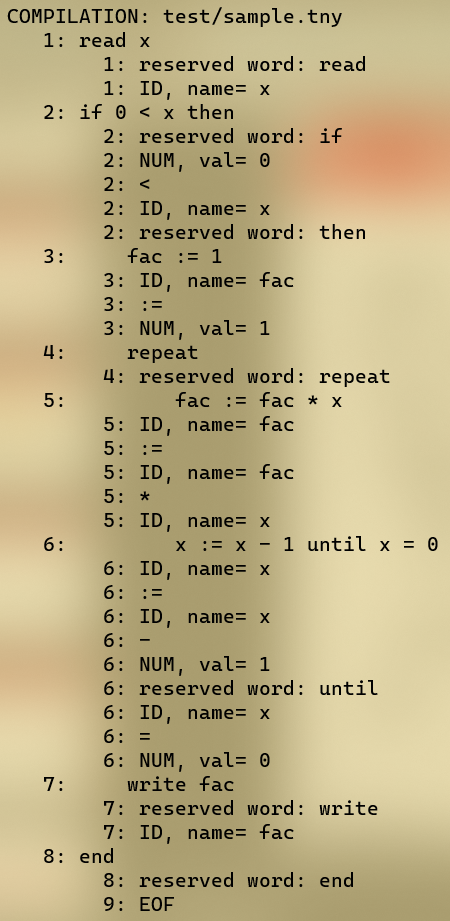 COMPILATION: test/sample.tny
   1: read x
        1: reserved word: read
        1: ID, name= x
   2: if 0 < x then
        2: reserved word: if
        2: NUM, val= 0
        2: <
        2: ID, name= x
        2: reserved word: then
   3:     fac := 1
        3: ID, name= fac
        3: :=
        3: NUM, val= 1
   4:     repeat
        4: reserved word: repeat
   5:         fac := fac * x
        5: ID, name= fac
        5: :=
        5: ID, name= fac
        5: *
        5: ID, name= x
   6:         x := x - 1 until x = 0
        6: ID, name= x
        6: :=
        6: ID, name= x
        6: -
        6: NUM, val= 1
        6: reserved word: until
        6: ID, name= x
        6: =
        6: NUM, val= 0
   7:     write fac
        7: reserved word: write
        7: ID, name= fac
   8: end
        8: reserved word: end
        9: EOF